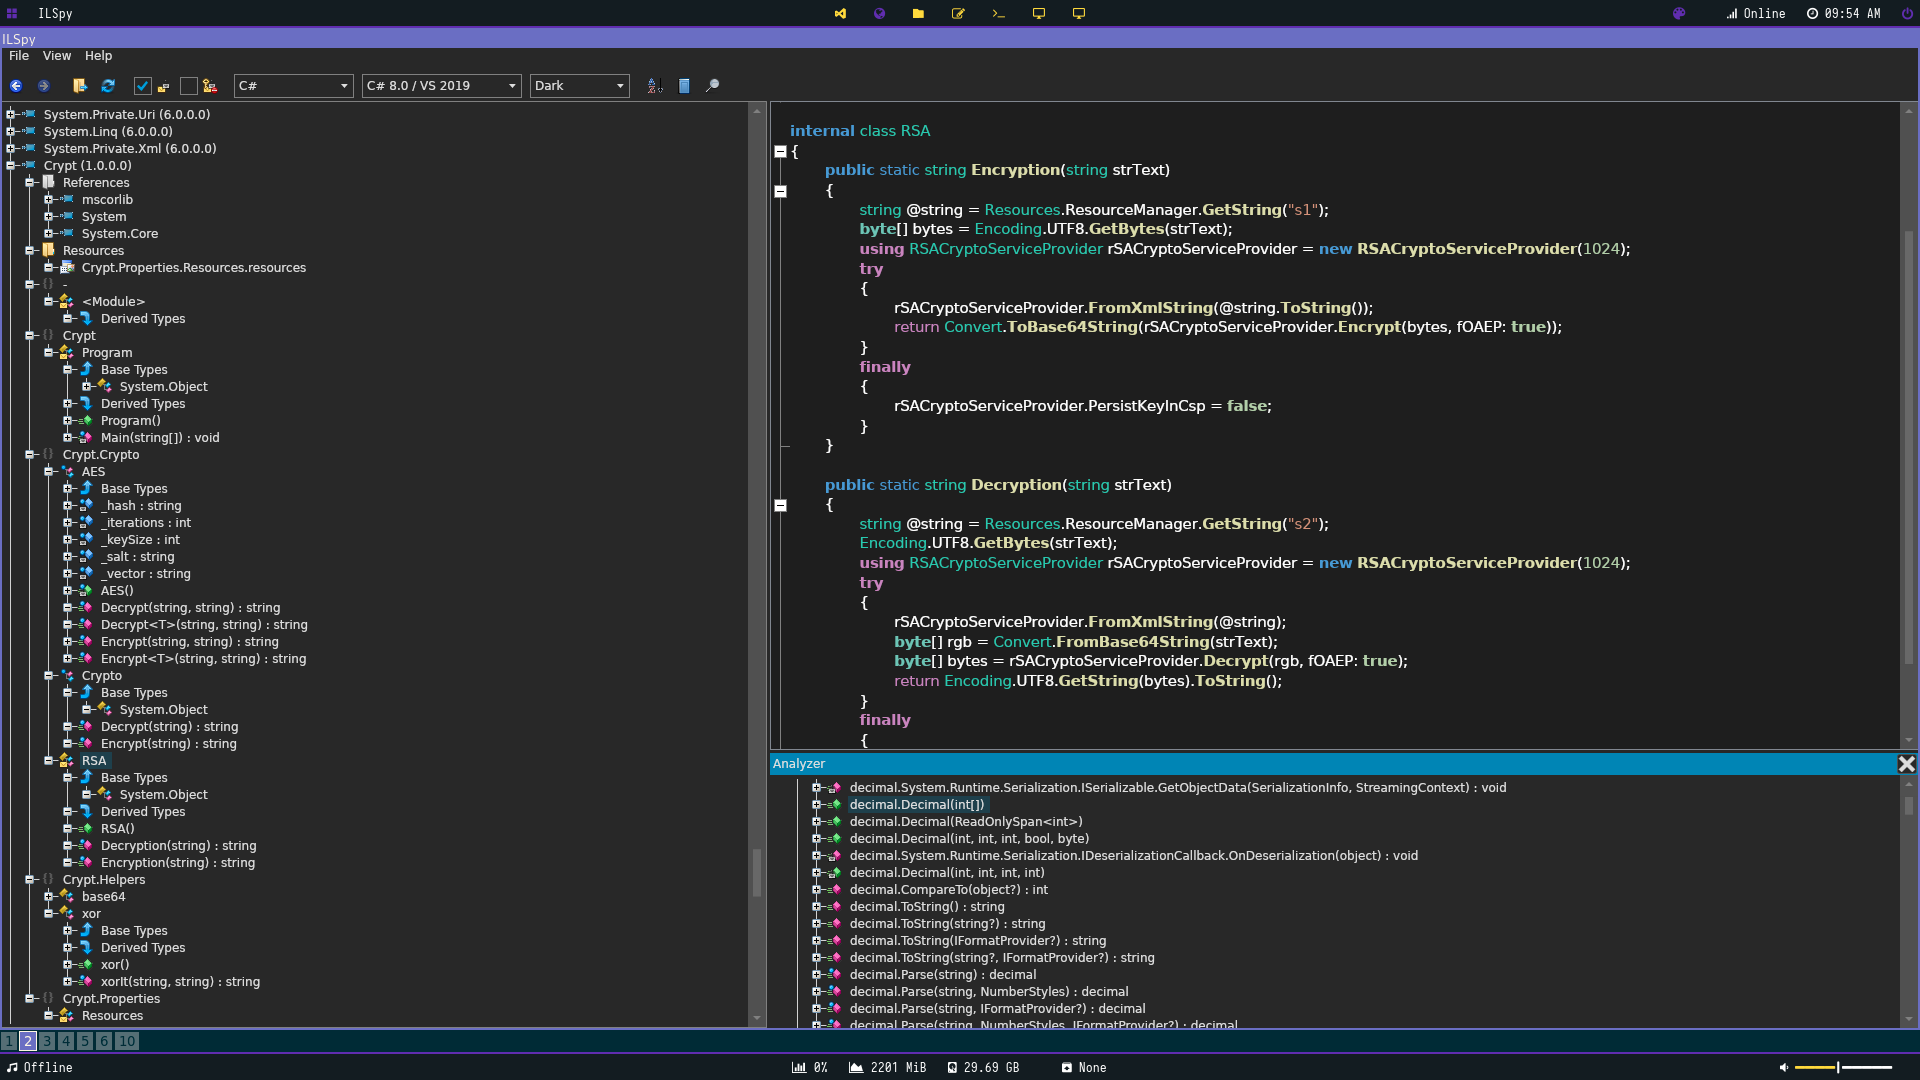 ILSpy
Online 09:54 AM
ILSpy
File View Help
C# C# 8.0 / VS 2019 Dark
System.Private.Uri (6.0.0.0)
System.Linq (6.0.0.0)
System.Private.Xml (6.0.0.0)
Crypt (1.0.0.0)
References
mscorlib
System
System.Core
Resources
Crypt.Properties.Resources.resources
{} -
<Module>
Derived Types
{} Crypt
Program
Base Types
System.Object
Derived Types
Program()
Main(string[]) : void
{} Crypt.Crypto
AES
Base Types
_hash : string
_iterations : int
_keySize : int
_salt : string
_vector : string
AES()
Decrypt(string, string) : string
Decrypt<T>(string, string) : string
Encrypt(string, string) : string
Encrypt<T>(string, string) : string
Crypto
Base Types
System.Object
Decrypt(string) : string
Encrypt(string) : string
RSA
Base Types
System.Object
Derived Types
RSA()
Decryption(string) : string
Encryption(string) : string
{} Crypt.Helpers
base64
xor
Base Types
Derived Types
xor()
xorIt(string, string) : string
{} Crypt.Properties
Resources
internal class RSA
{
public static string Encryption(string strText)
{
string @string = Resources.ResourceManager.GetString("s1");
byte[] bytes = Encoding.UTF8.GetBytes(strText);
using RSACryptoServiceProvider rSACryptoServiceProvider = new RSACryptoServiceProvider(1024);
try
{
rSACryptoServiceProvider.FromXmlString(@string.ToString());
return Convert.ToBase64String(rSACryptoServiceProvider.Encrypt(bytes, fOAEP: true));
}
finally
{
rSACryptoServiceProvider.PersistKeyInCsp = false;
}
}
public static string Decryption(string strText)
{
string @string = Resources.ResourceManager.GetString("s2");
Encoding.UTF8.GetBytes(strText);
using RSACryptoServiceProvider rSACryptoServiceProvider = new RSACryptoServiceProvider(1024);
try
{
rSACryptoServiceProvider.FromXmlString(@string);
byte[] rgb = Convert.FromBase64String(strText);
byte[] bytes = rSACryptoServiceProvider.Decrypt(rgb, fOAEP: true);
return Encoding.UTF8.GetString(bytes).ToString();
}
finally
{
Analyzer
decimal.System.Runtime.Serialization.ISerializable.GetObjectData(SerializationInfo, StreamingContext) : void
decimal.Decimal(int[])
decimal.Decimal(ReadOnlySpan<int>)
decimal.Decimal(int, int, int, bool, byte)
decimal.System.Runtime.Serialization.IDeserializationCallback.OnDeserialization(object) : void
decimal.Decimal(int, int, int, int)
decimal.CompareTo(object?) : int
decimal.ToString() : string
decimal.ToString(string?) : string
decimal.ToString(IFormatProvider?) : string
decimal.ToString(string?, IFormatProvider?) : string
decimal.Parse(string) : decimal
decimal.Parse(string, NumberStyles) : decimal
decimal.Parse(string, IFormatProvider?) : decimal
decimal.Parse(string, NumberStyles, IFormatProvider?) : decimal
1 2 3 4 5 6 10
Offline 0% 2201 MiB 29.69 GB None